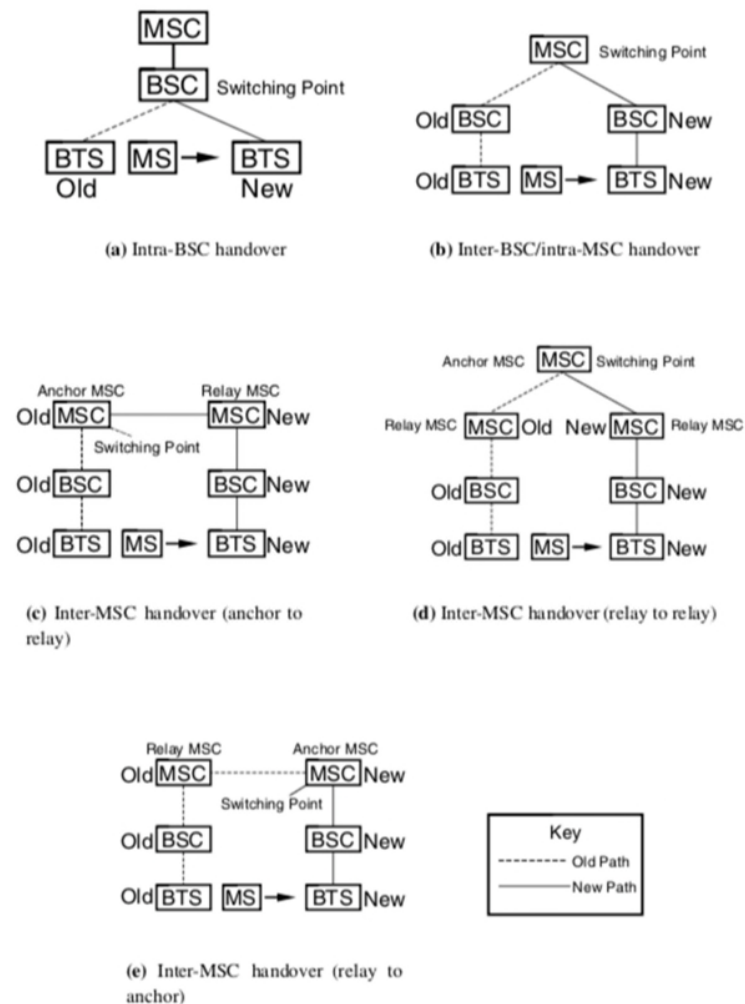 MSC
BSC Switching Point
BTS MS BTS
Old New
(a) Intra-BSC handover
MSC Switching Point
Old BSC BSC New
Old BTS MS BTS New
(b) Inter-BSC/intra-MSC handover
Anchor MSC Relay MSC
Old MSC MSC New
Switching Point
Old BSC BSC New
Old BTS MS BTS New
(c) Inter-MSC handover (anchor to
relay)
Anchor MSC MSC Switching Point
Relay MSC MSC Old New MSC Relay MSC
Old BSC BSC New
Old BTS MS BTS New
(d) Inter-MSC handover (relay to relay)
Relay MSC Anchor MSC
Old MSC MSC New
Switching Point
Old BSC BSC New
Old BTS MS BTS New
(e) Inter-MSC handover (relay to
anchor)
Key
Old Path
New Path